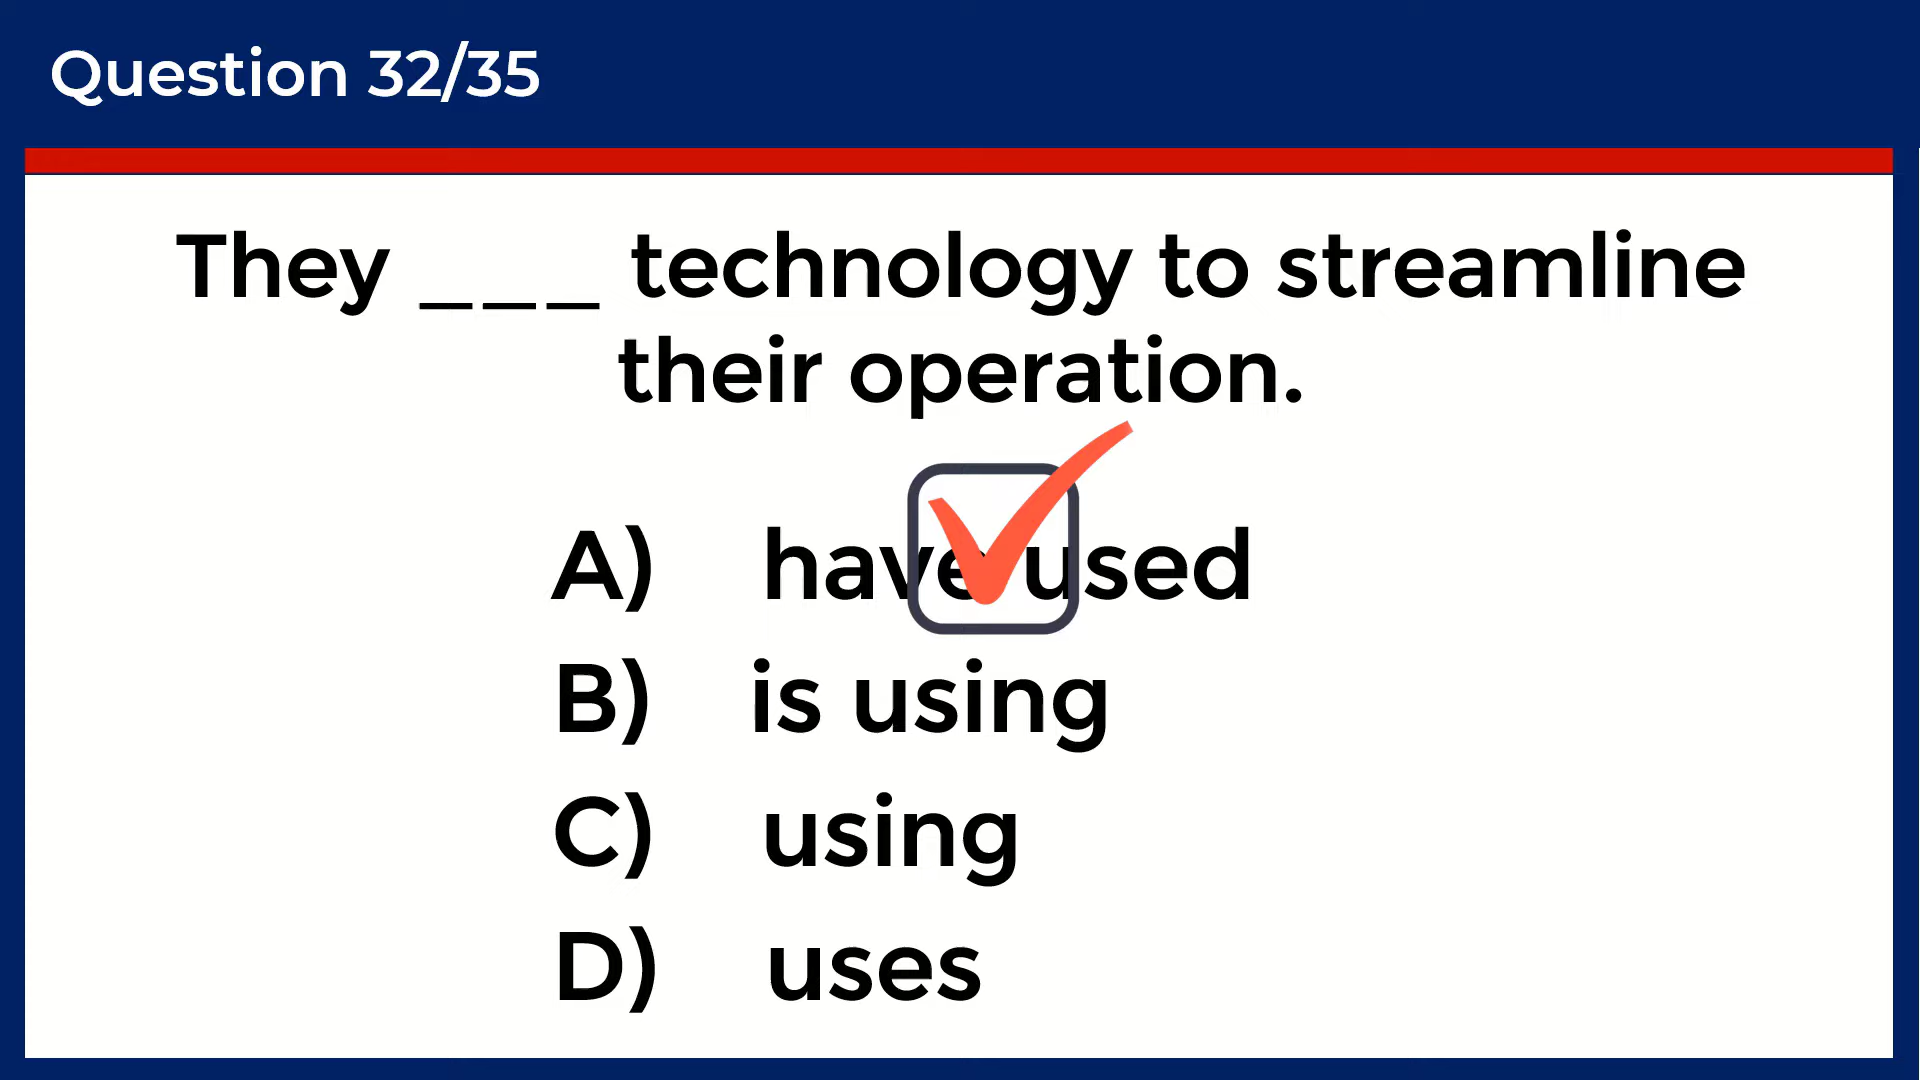 Question 32/35
They ___ technology to streamline
their operation.
A) have used
B) is using
C) using
D) uses